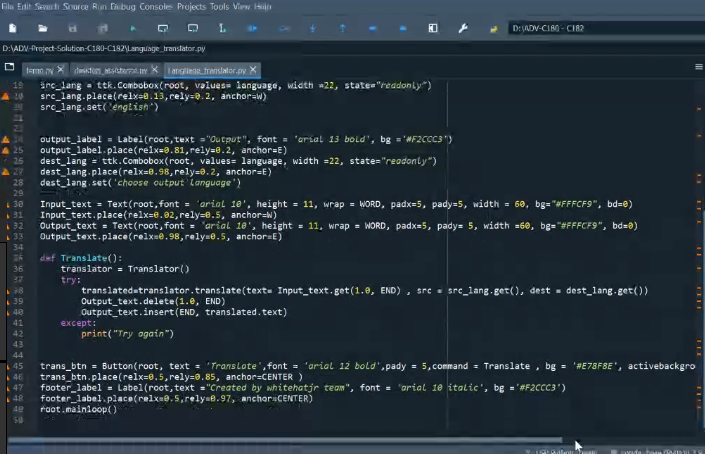 File Edit Search Source Run Debug Consoles Projects Tools View Help
D:\ADV-Project-Solution-C180-C182\Language_translator.py
temp.py desktop_assistance.py Language_translator.py
19 src_lang = ttk.Combobox(root, values= language, width =22, state="readonly")
20 src_lang.place(relx=0.13,rely=0.2, anchor=W)
21 src_lang.set('english')
22
23
24 output_label = Label(root,text ="Output", font = 'arial 13 bold', bg ='#F2CCC3')
25 output_label.place(relx=0.81,rely=0.2, anchor=E)
26 dest_lang = ttk.Combobox(root, values= language, width =22, state="readonly")
27 dest_lang.place(relx=0.98,rely=0.2, anchor=E)
28 dest_lang.set('choose output language')
29
30 Input_text = Text(root,font = 'arial 10', height = 11, wrap = WORD, padx=5, pady=5, width = 60, bg="#FFFCF9", bd=0)
31 Input_text.place(relx=0.02,rely=0.5, anchor=W)
32 Output_text = Text(root,font = 'arial 10', height = 11, wrap = WORD, padx=5, pady= 5, width =60, bg="#FFFCF9", bd=0)
33 Output_text.place(relx=0.98,rely=0.5, anchor=E)
34
35 def Translate():
36 translator = Translator()
37 try:
38 translated=translator.translate(text= Input_text.get(1.0, END) , src = src_lang.get(), dest = dest_lang.get())
39 Output_text.delete(1.0, END)
40 Output_text.insert(END, translated.text)
41 except:
42 print("Try again")
43
44
45 trans_btn = Button(root, text = 'Translate',font = 'arial 12 bold',pady = 5,command = Translate , bg = '#E78F8E', activebackgro
46 trans_btn.place(relx=0.5,rely=0.85, anchor=CENTER )
47 footer_label = Label(root,text ="Created by whitehatjr team", font = 'arial 10 italic', bg ='#F2CCC3')
48 footer_label.place(relx=0.5,rely=0.97, anchor=CENTER)
49 root.mainloop()
50